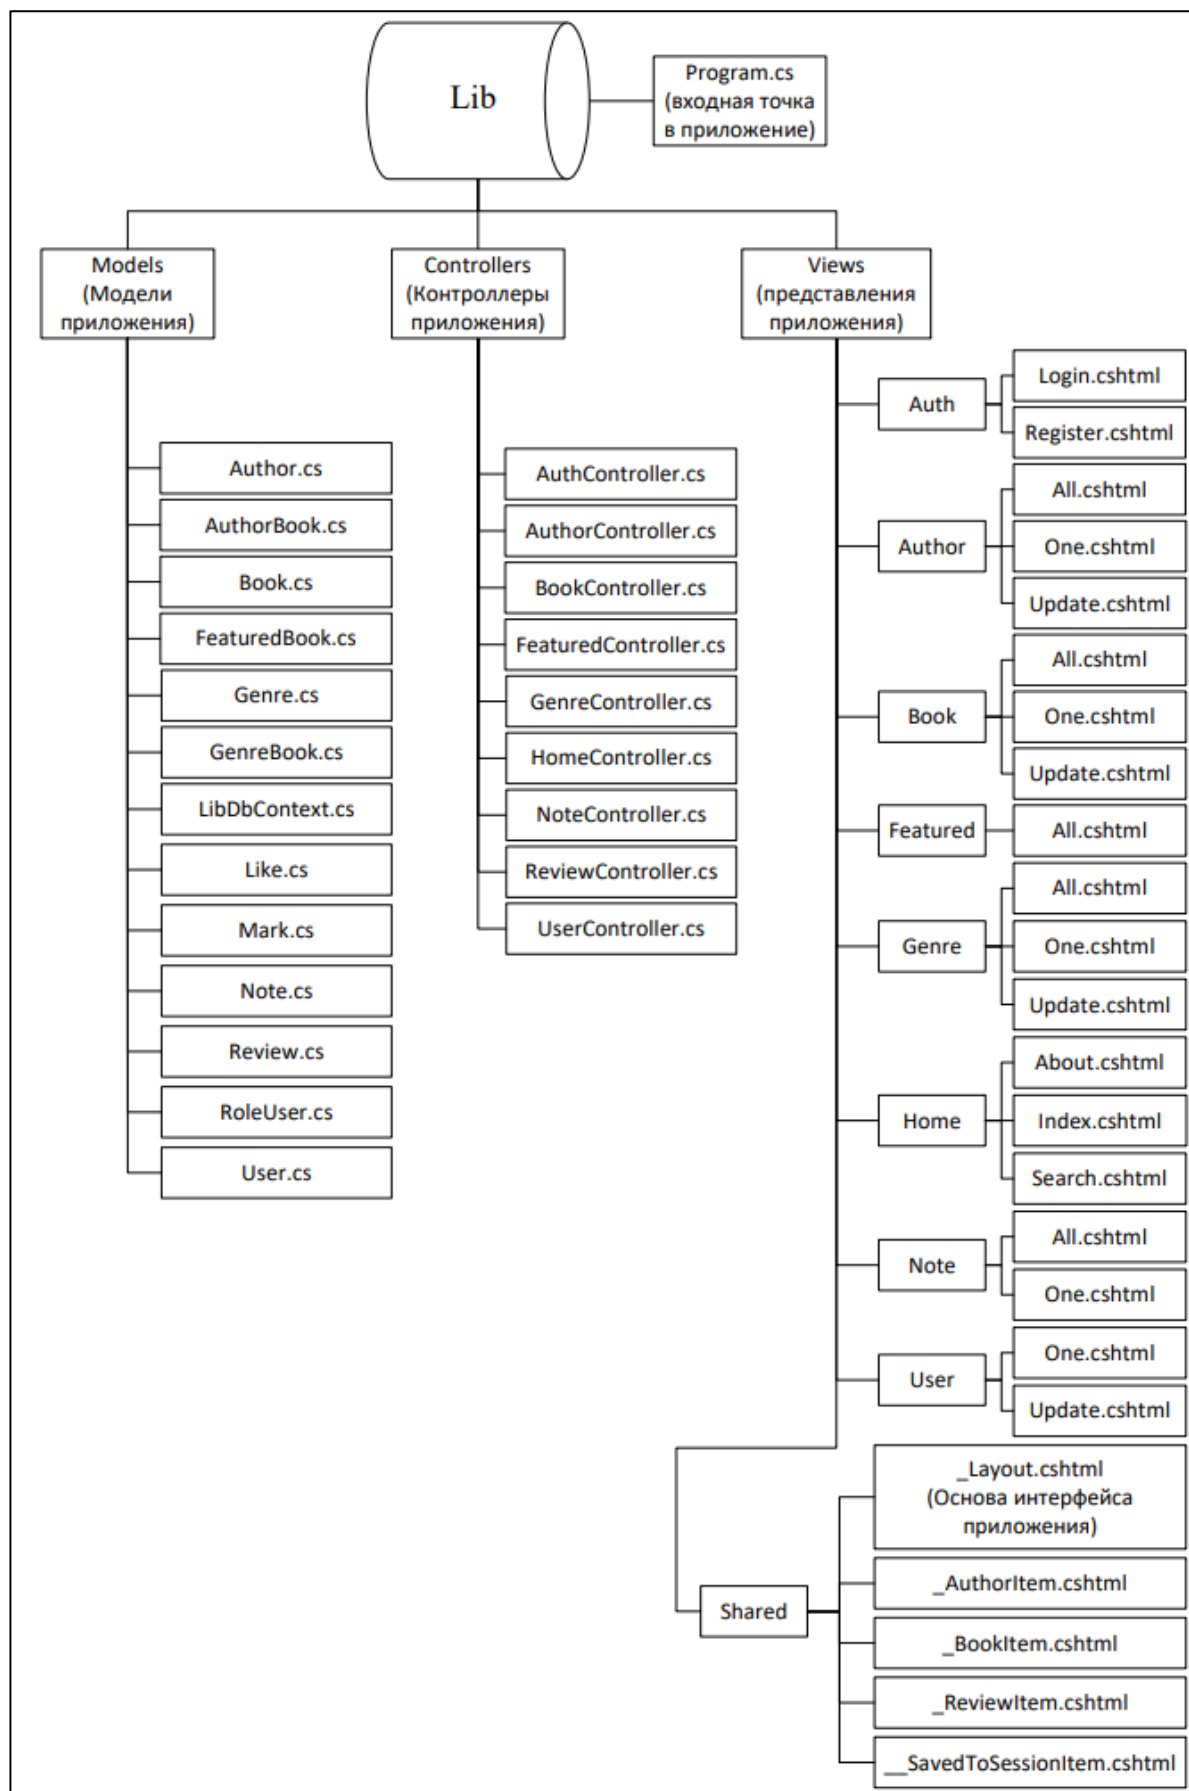 Lib
Program.cs
(входная точка
в приложение)
Models
(Модели
приложения)
Controllers
(Контроллеры
приложения)
Views
(представления
приложения)
Author.cs
AuthorBook.cs
Book.cs
FeaturedBook.cs
Genre.cs
GenreBook.cs
LibDbContext.cs
Like.cs
Mark.cs
Note.cs
Review.cs
RoleUser.cs
User.cs
AuthController.cs
AuthorController.cs
BookController.cs
FeaturedController.cs
GenreController.cs
HomeController.cs
NoteController.cs
ReviewController.cs
UserController.cs
Auth
Login.cshtml
Register.cshtml
Author
All.cshtml
One.cshtml
Update.cshtml
Book
All.cshtml
One.cshtml
Update.cshtml
Featured
All.cshtml
Genre
All.cshtml
One.cshtml
Update.cshtml
Home
About.cshtml
Index.cshtml
Search.cshtml
Note
All.cshtml
One.cshtml
User
One.cshtml
Update.cshtml
Shared
_Layout.cshtml
(Основа интерфейса
приложения)
_AuthorItem.cshtml
_BookItem.cshtml
_ReviewItem.cshtml
__SavedToSessionItem.cshtml